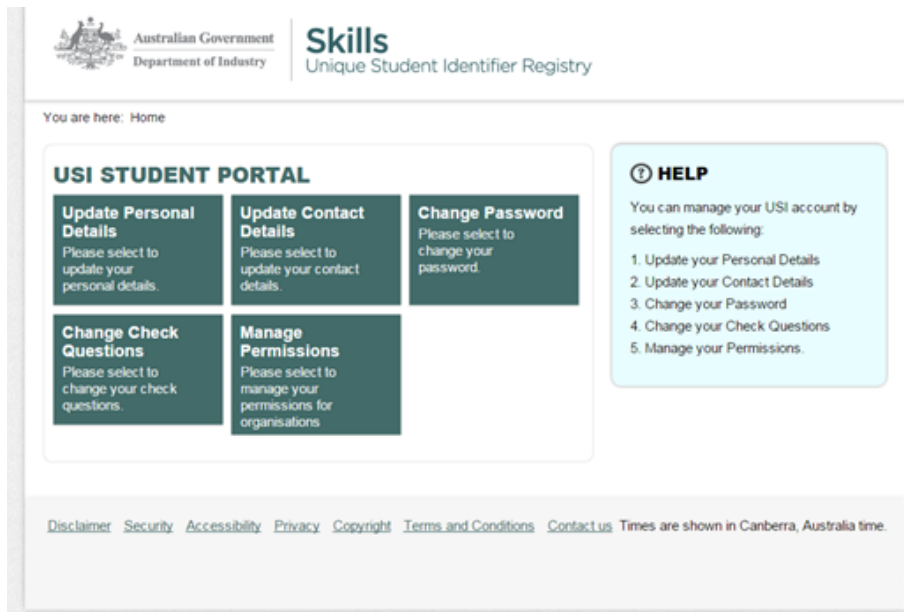 Australian Government
Department of Industry
Skills
Unique Student Identifier Registry
You are here: Home
USI STUDENT PORTAL
Update Personal
Details
Please select to
update your
personal details.
Update Contact
Details
Please select to
update your contact
details.
Change Password
Please select to
change your
password.
Change Check
Questions
Please select to
change your check
questions.
Manage
Permissions
Please select to
manage your
permissions for
organisations
? HELP
You can manage your USI account by
selecting the following:
1. Update your Personal Details
2. Update your Contact Details
3. Change your Password
4. Change your Check Questions
5. Manage your Permissions.
Disclaimer Security Accessibility Privacy Copyright Terms and Conditions Contact us Times are shown in Canberra, Australia time.